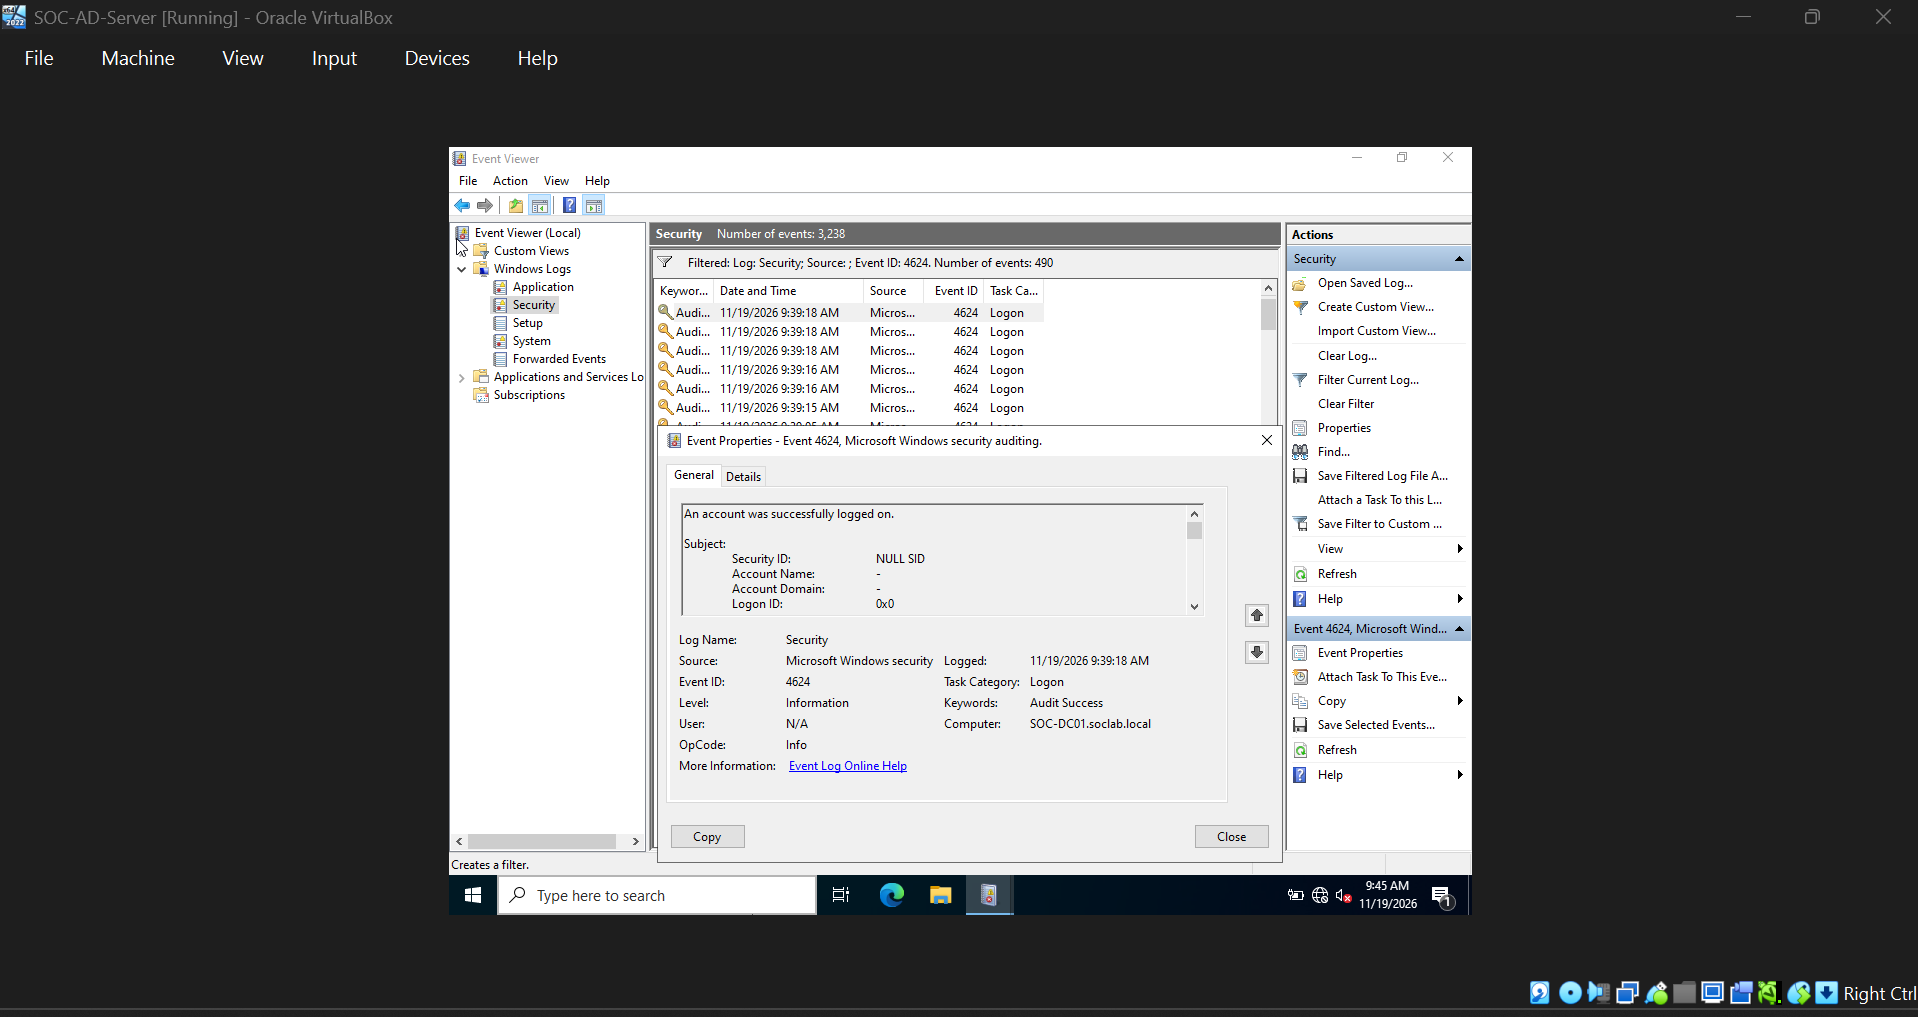 SOC-AD-Server [Running] - Oracle VirtualBox
File Machine View Input Devices Help
Event Viewer
File Action View Help
Event Viewer (Local)
Custom Views
Windows Logs
Application
Security
Setup
System
Forwarded Events
Applications and Services Lo
Subscriptions
Security Number of events: 3,238
Filtered: Log: Security; Source: ; Event ID: 4624. Number of events: 490
Keywor... Date and Time Source Event ID Task Ca...
Audi... 11/19/2026 9:39:18 AM Micros... 4624 Logon
Audi... 11/19/2026 9:39:18 AM Micros... 4624 Logon
Audi... 11/19/2026 9:39:18 AM Micros... 4624 Logon
Audi... 11/19/2026 9:39:16 AM Micros... 4624 Logon
Audi... 11/19/2026 9:39:16 AM Micros... 4624 Logon
Audi... 11/19/2026 9:39:15 AM Micros... 4624 Logon
Event Properties - Event 4624, Microsoft Windows security auditing.
General Details
An account was successfully logged on.
Subject:
Security ID: NULL SID
Account Name: -
Account Domain: -
Logon ID: 0x0
Log Name: Security
Source: Microsoft Windows security Logged: 11/19/2026 9:39:18 AM
Event ID: 4624 Task Category: Logon
Level: Information Keywords: Audit Success
User: N/A Computer: SOC-DC01.soclab.local
OpCode: Info
More Information: Event Log Online Help
Copy Close
Actions
Security
Open Saved Log...
Create Custom View...
Import Custom View...
Clear Log...
Filter Current Log...
Clear Filter
Properties
Find...
Save Filtered Log File A...
Attach a Task To this L...
Save Filter to Custom ...
View
Refresh
Help
Event 4624, Microsoft Wind...
Event Properties
Attach Task To This Eve...
Copy
Save Selected Events...
Refresh
Help
Creates a filter.
Type here to search
9:45 AM
11/19/2026
1
Right Ctrl